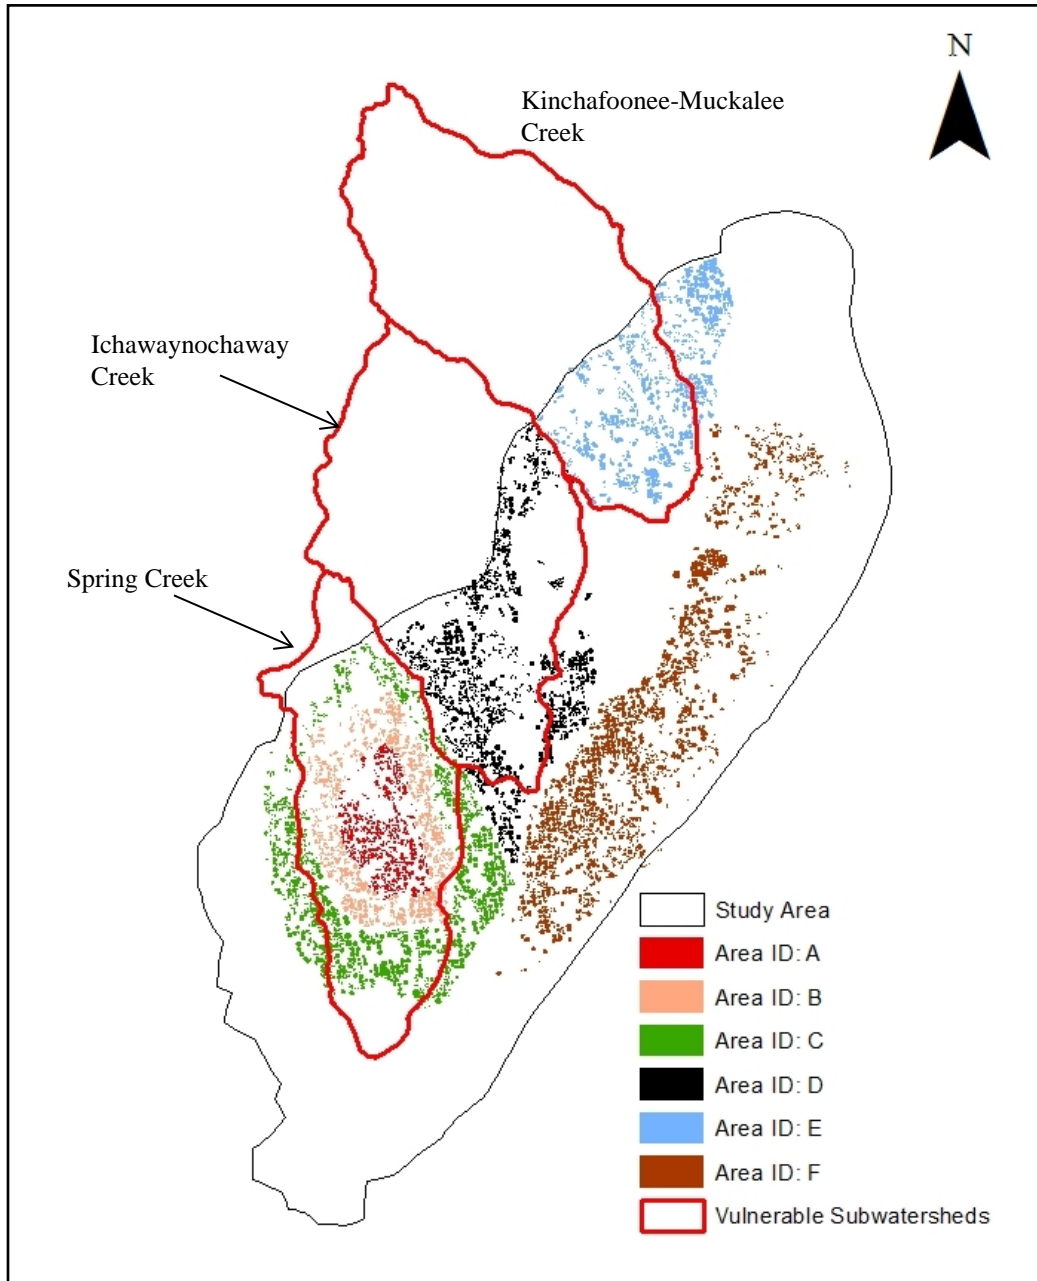 N
Kinchafoonee-Muckalee
Creek
Ichawaynochaway
Creek
Spring Creek
Study Area
Area ID: A
Area ID: B
Area ID: C
Area ID: D
Area ID: E
Area ID: F
Vulnerable Subwatersheds